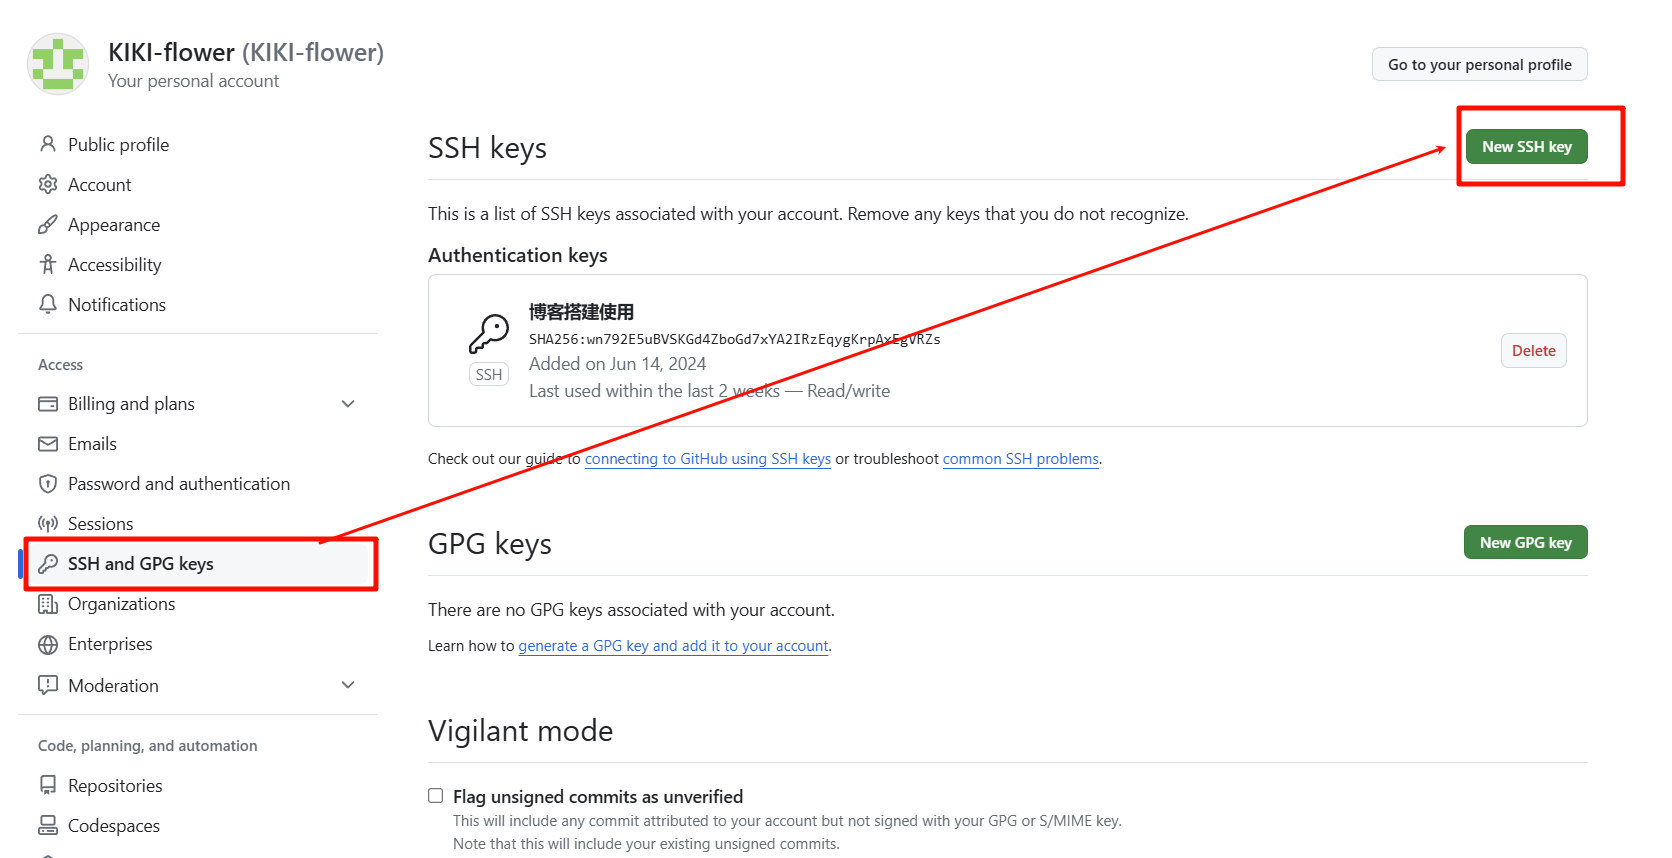 KIKI-flower (KIKI-flower)
Your personal account
Go to your personal profile
Public profile
Account
Appearance
Accessibility
Notifications
Access
Billing and plans
Emails
Password and authentication
Sessions
SSH and GPG keys
Organizations
Enterprises
Moderation
Code, planning, and automation
Repositories
Codespaces
SSH keys
New SSH key
This is a list of SSH keys associated with your account. Remove any keys that you do not recognize.
Authentication keys
博客搭建使用
SHA256:wn792E5uBVSKGd4ZboGd7xYA2IRzEqygKrpAxEgVRZs
Added on Jun 14, 2024
Last used within the last 2 weeks — Read/write
SSH
Delete
Check out our guide to connecting to GitHub using SSH keys or troubleshoot common SSH problems.
GPG keys
New GPG key
There are no GPG keys associated with your account.
Learn how to generate a GPG key and add it to your account.
Vigilant mode
Flag unsigned commits as unverified
This will include any commit attributed to your account but not signed with your GPG or S/MIME key.
Note that this will include your existing unsigned commits.